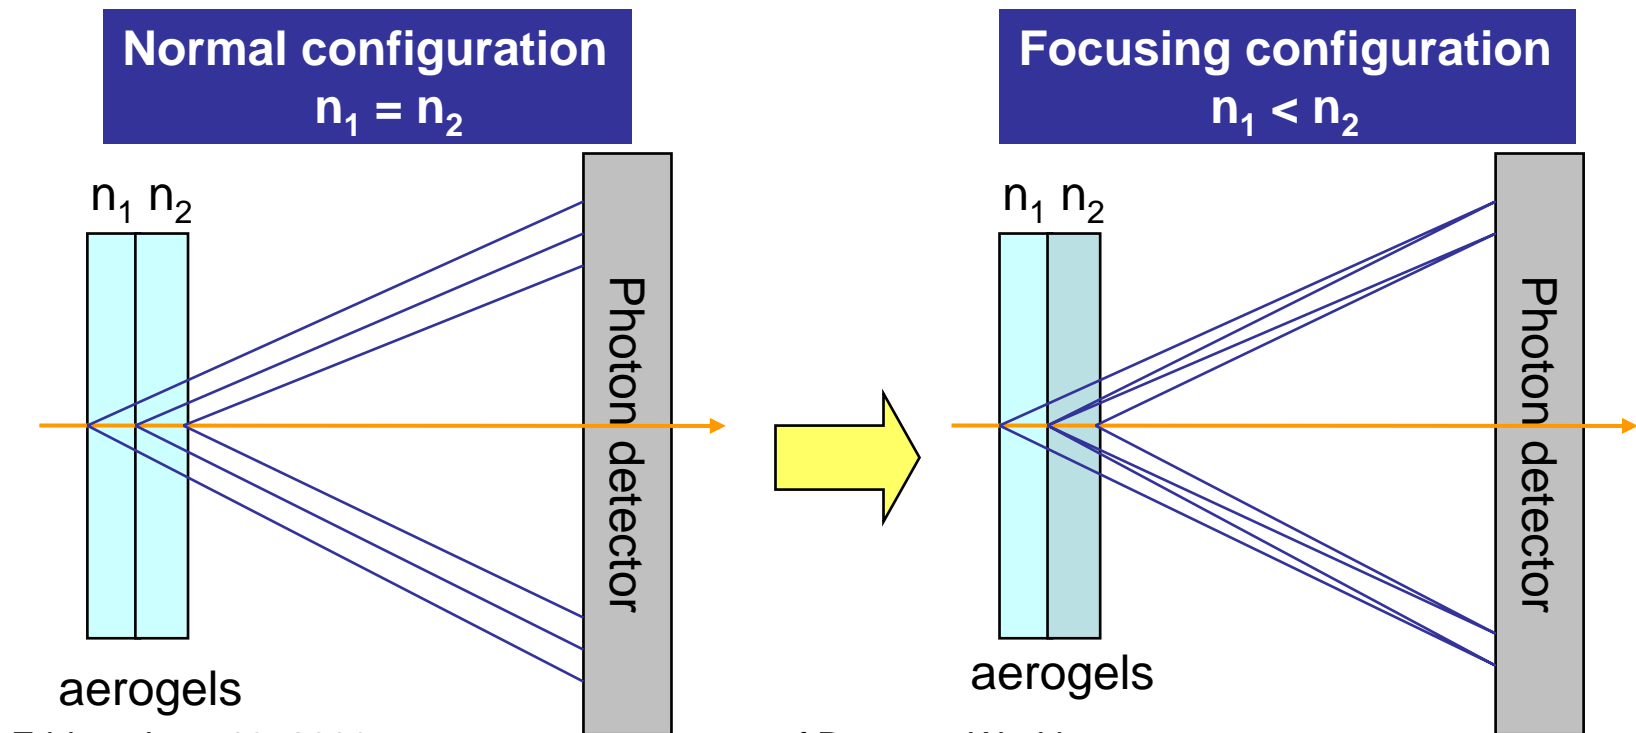 Normal configuration
n₁ = n₂
n₁ n₂
Photon detector
aerogels
Focusing configuration
n₁ < n₂
n₁ n₂
Photon detector
aerogels